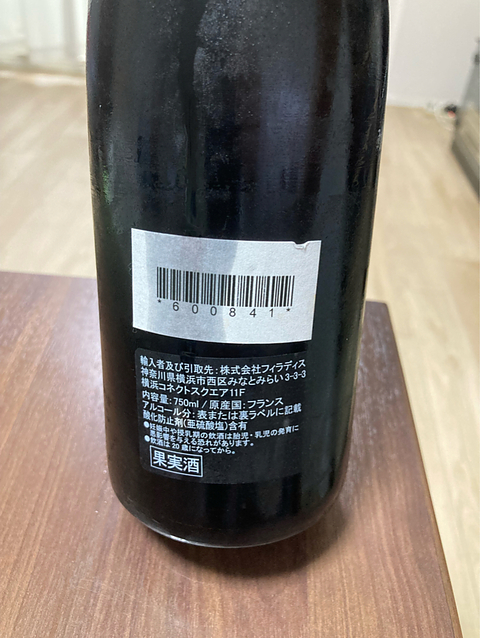 *600841*
輸入者及び引取先:株式会社フィラディス
神奈川県横浜市西区みなとみらい3-3-3
横浜コネクトスクエア11F
内容量:750ml / 原産国:フランス
アルコール分:表または裏ラベルに記載
酸化防止剤(亜硫酸塩)含有
●妊娠中や授乳期の飲酒は胎児・乳児の発育に
悪影響を与える恐れがあります。
●飲酒は20歳になってから。
果実酒